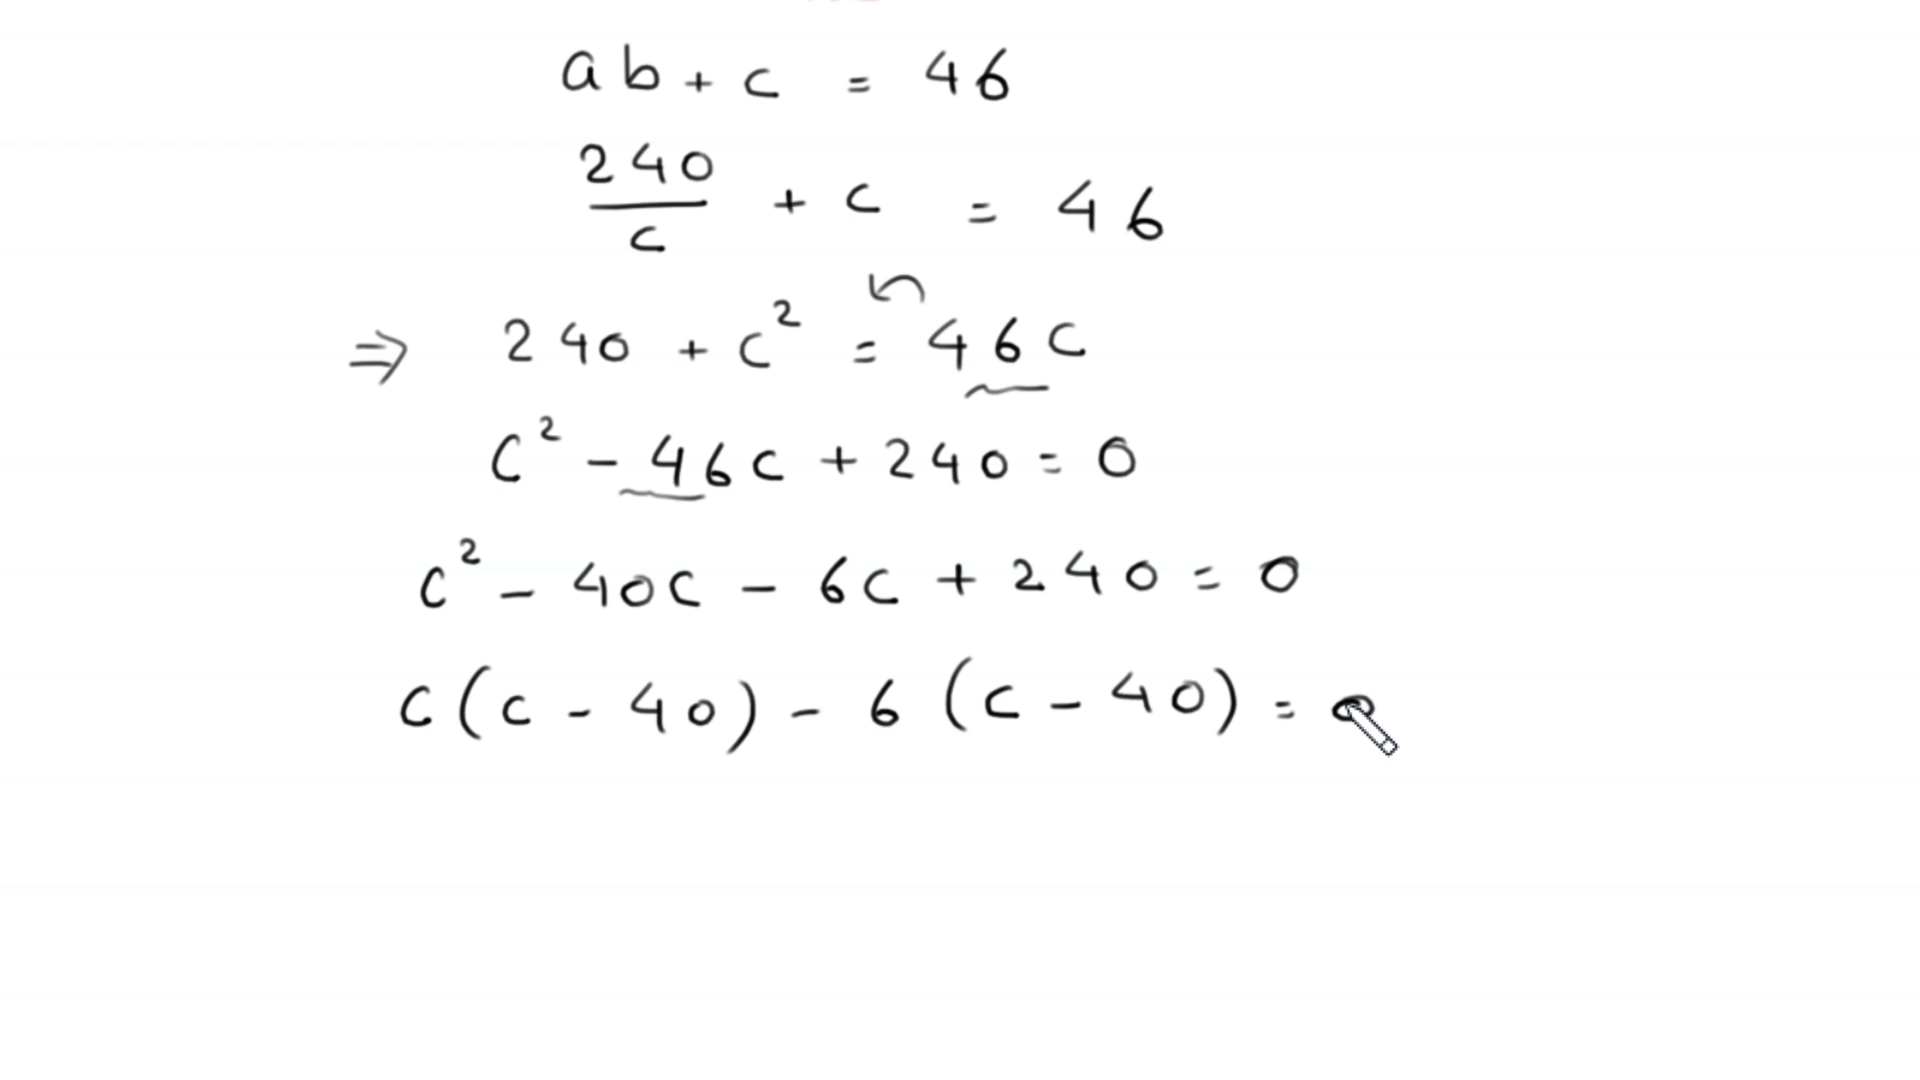 ab + c = 46
240/c + c = 46
⇒ 240 + c² = 46c
c² - 46c + 240 = 0
c² - 40c - 6c + 240 = 0
c(c - 40) - 6(c - 40) = 0